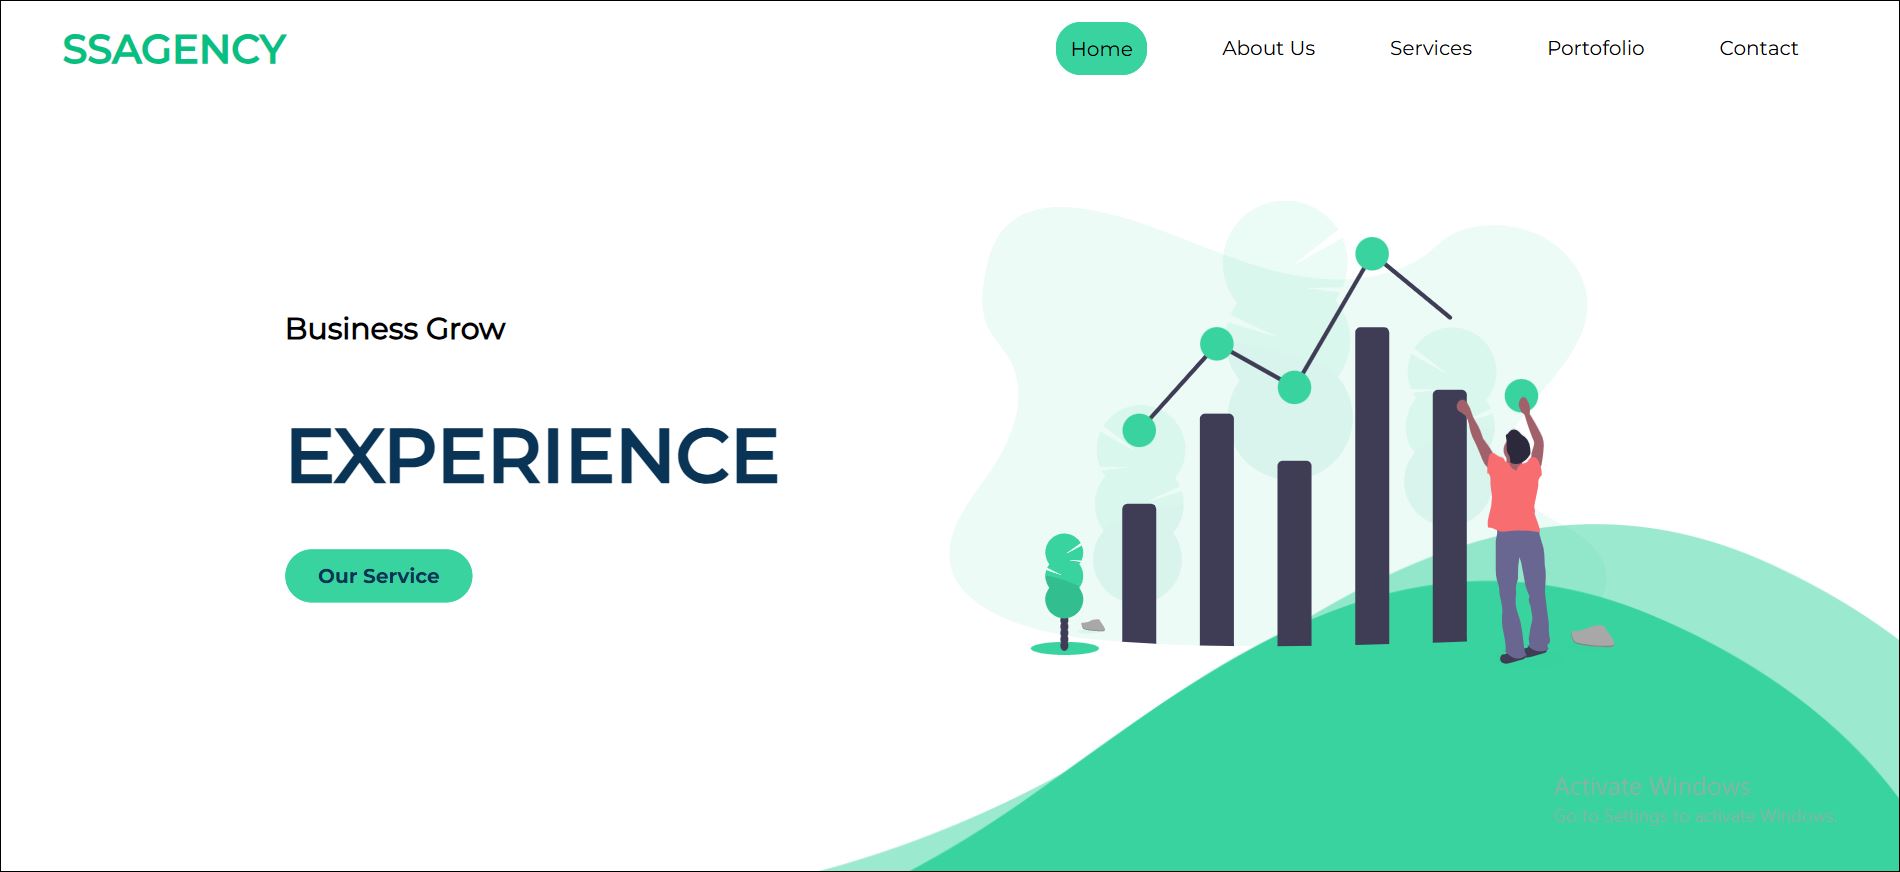 SSAGENCY
Home About Us Services Portofolio Contact
Business Grow
EXPERIENCE
Our Service
Activate Windows
Go to Settings to activate Windows.